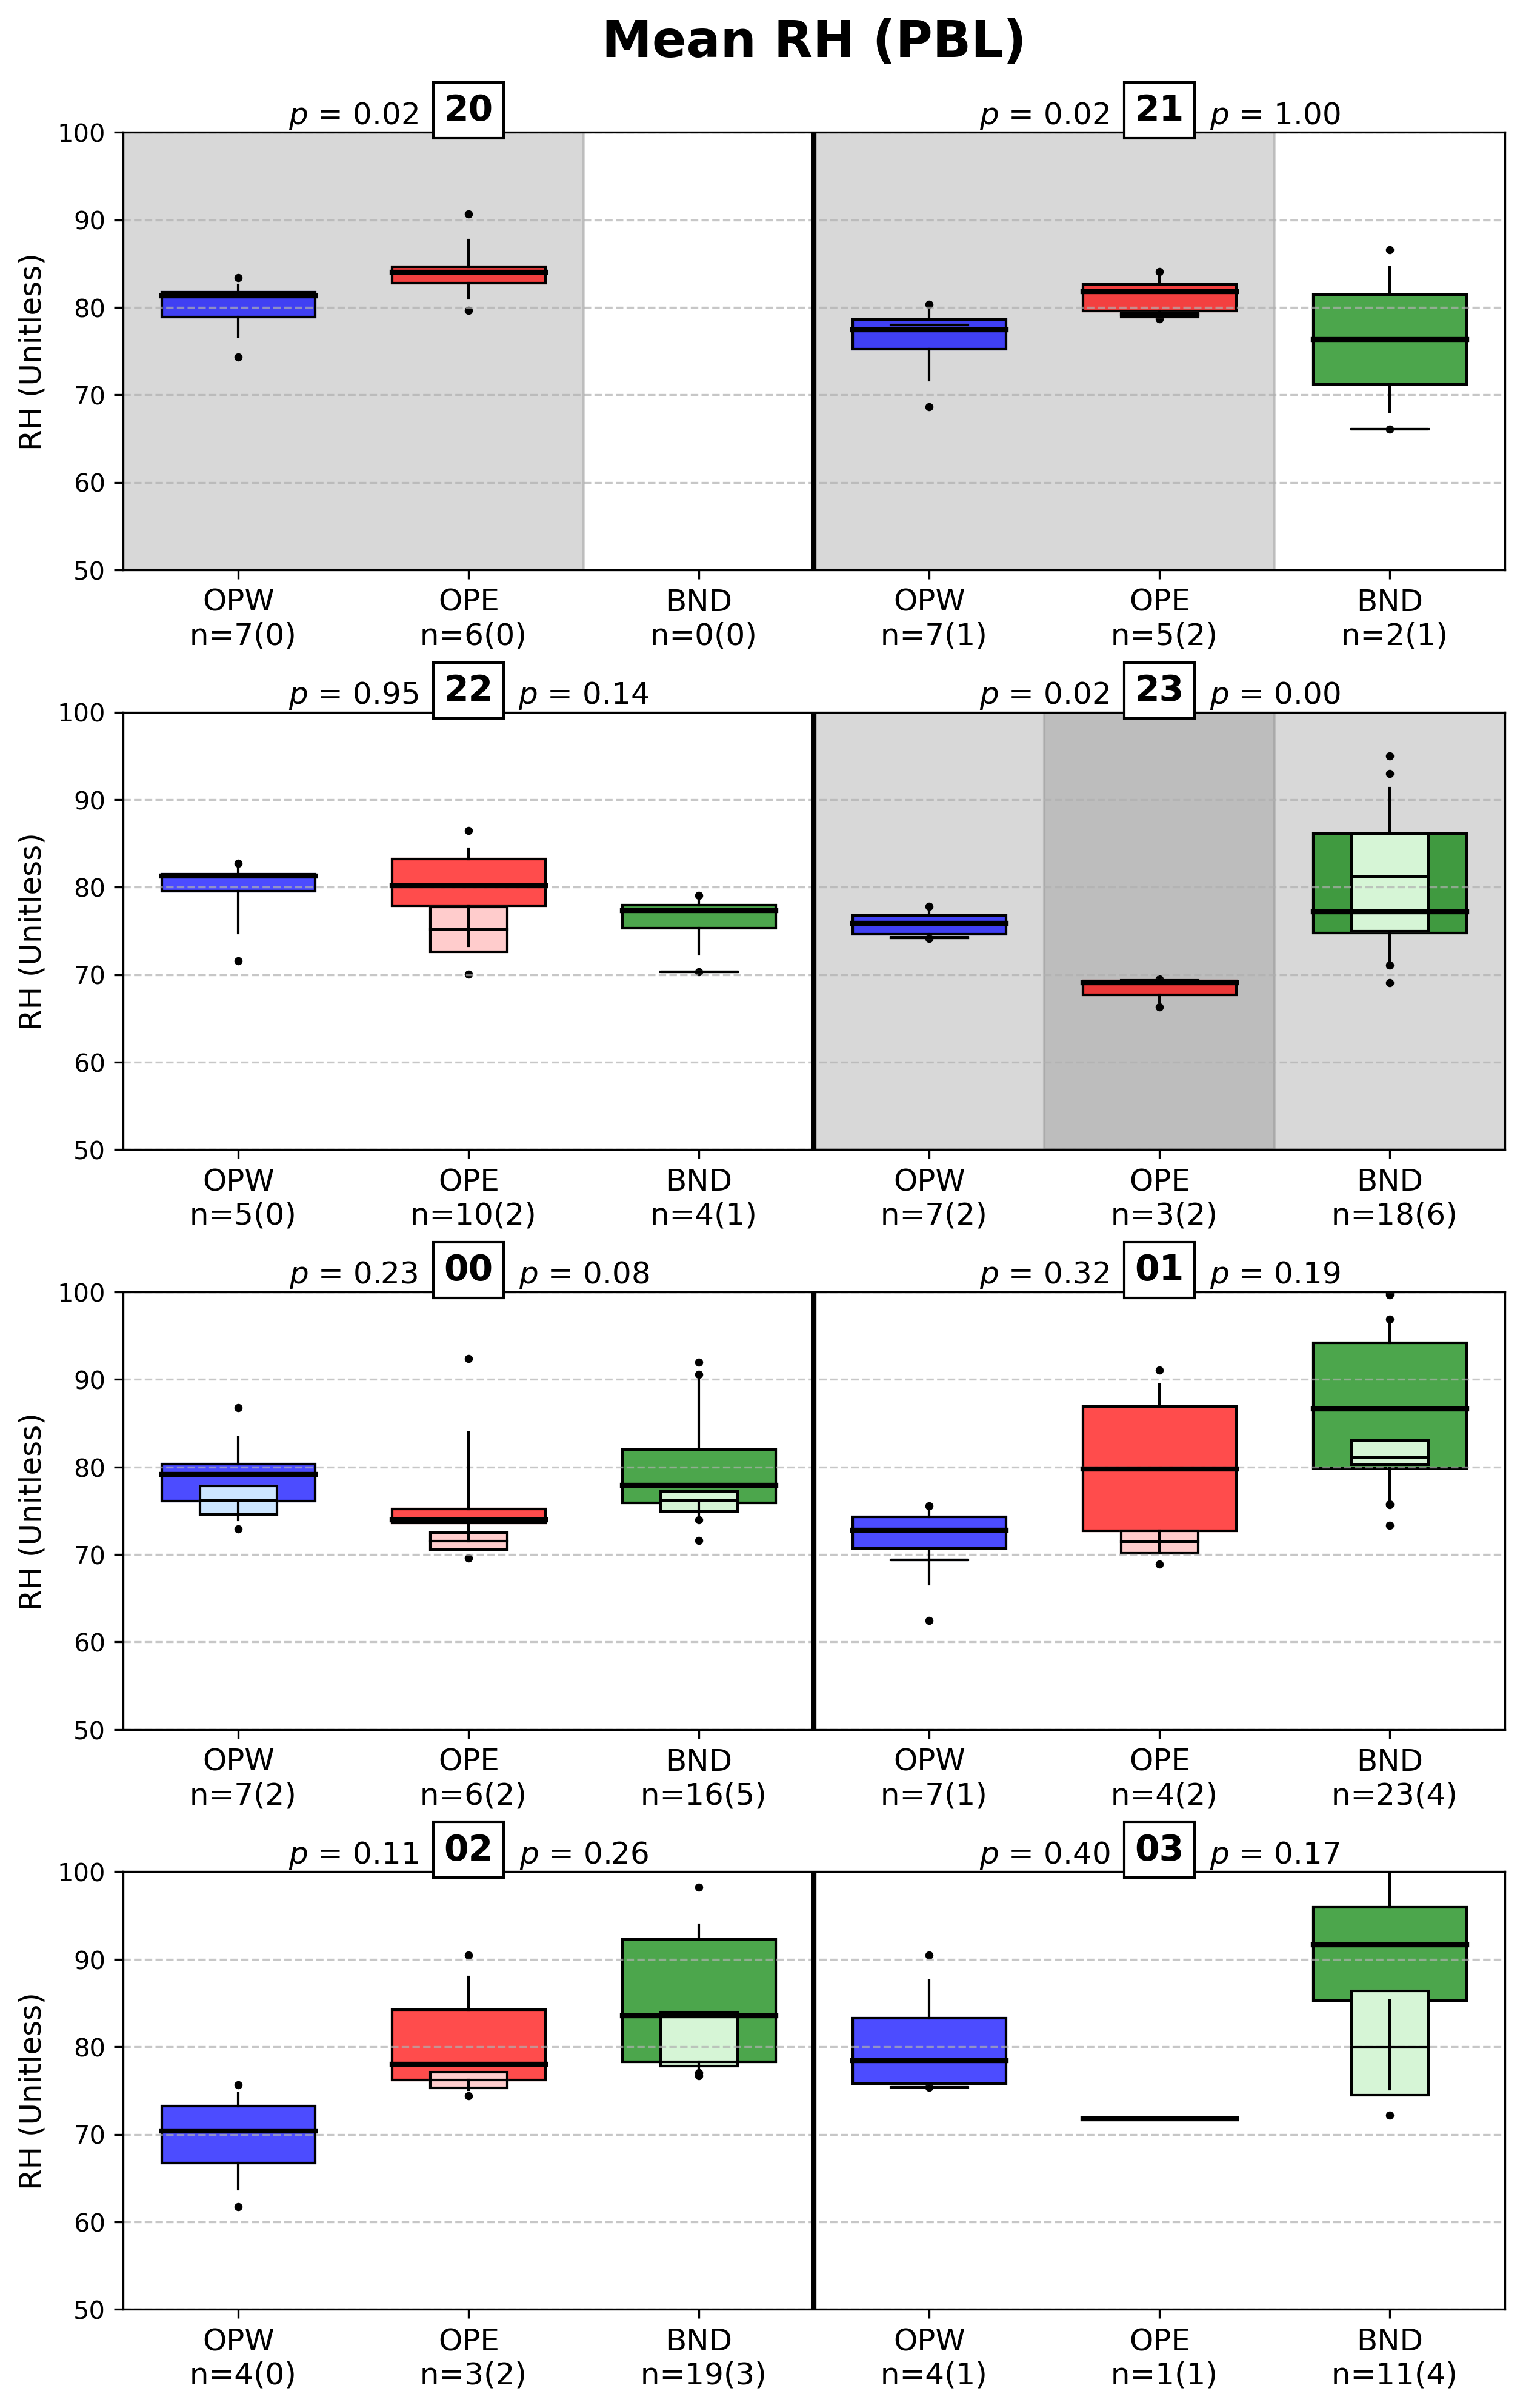 Mean RH (PBL)
p = 0.02 20 p = 0.02 21 p = 1.00
100
90
80
70
60
50
RH (Unitless)
OPW OPE BND OPW OPE BND
n=7(0) n=6(0) n=0(0) n=7(1) n=5(2) n=2(1)
p = 0.95 22 p = 0.14 p = 0.02 23 p = 0.00
100
90
80
70
60
50
RH (Unitless)
OPW OPE BND OPW OPE BND
n=5(0) n=10(2) n=4(1) n=7(2) n=3(2) n=18(6)
p = 0.23 00 p = 0.08 p = 0.32 01 p = 0.19
100
90
80
70
60
50
RH (Unitless)
OPW OPE BND OPW OPE BND
n=7(2) n=6(2) n=16(5) n=7(1) n=4(2) n=23(4)
p = 0.11 02 p = 0.26 p = 0.40 03 p = 0.17
100
90
80
70
60
50
RH (Unitless)
OPW OPE BND OPW OPE BND
n=4(0) n=3(2) n=19(3) n=4(1) n=1(1) n=11(4)